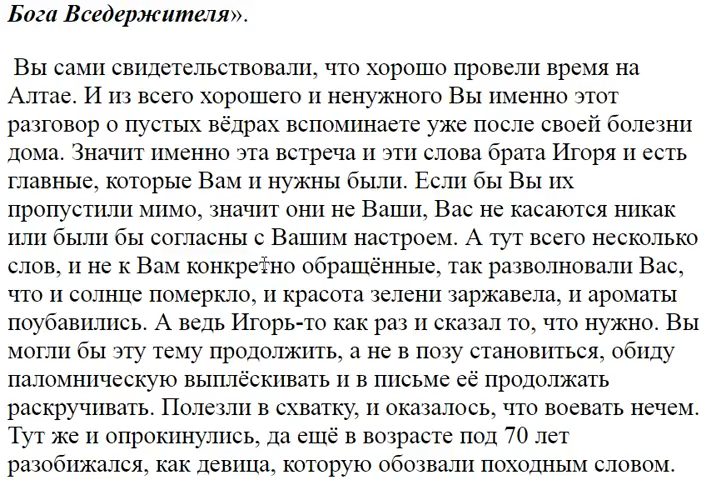 Бога Вседержителя».
Вы сами свидетельствовали, что хорошо провели время на
Алтае. И из всего хорошего и ненужного Вы именно этот
разговор о пустых вёдрах вспоминаете уже после своей болезни
дома. Значит именно эта встреча и эти слова брата Игоря и есть
главные, которые Вам и нужны были. Если бы Вы их
пропустили мимо, значит они не Ваши, Вас не касаются никак
или были бы согласны с Вашим настроем. А тут всего несколько
слов, и не к Вам конкретно обращённые, так разволновали Вас,
что и солнце померкло, и красота зелени заржавела, и ароматы
поубавились. А ведь Игорь-то как раз и сказал то, что нужно. Вы
могли бы эту тему продолжить, а не в позу становиться, обиду
паломническую выплёскивать и в письме её продолжать
раскручивать. Полезли в схватку, и оказалось, что воевать нечем.
Тут же и опрокинулись, да ещё в возрасте под 70 лет
разобижался, как девица, которую обозвали походным словом.